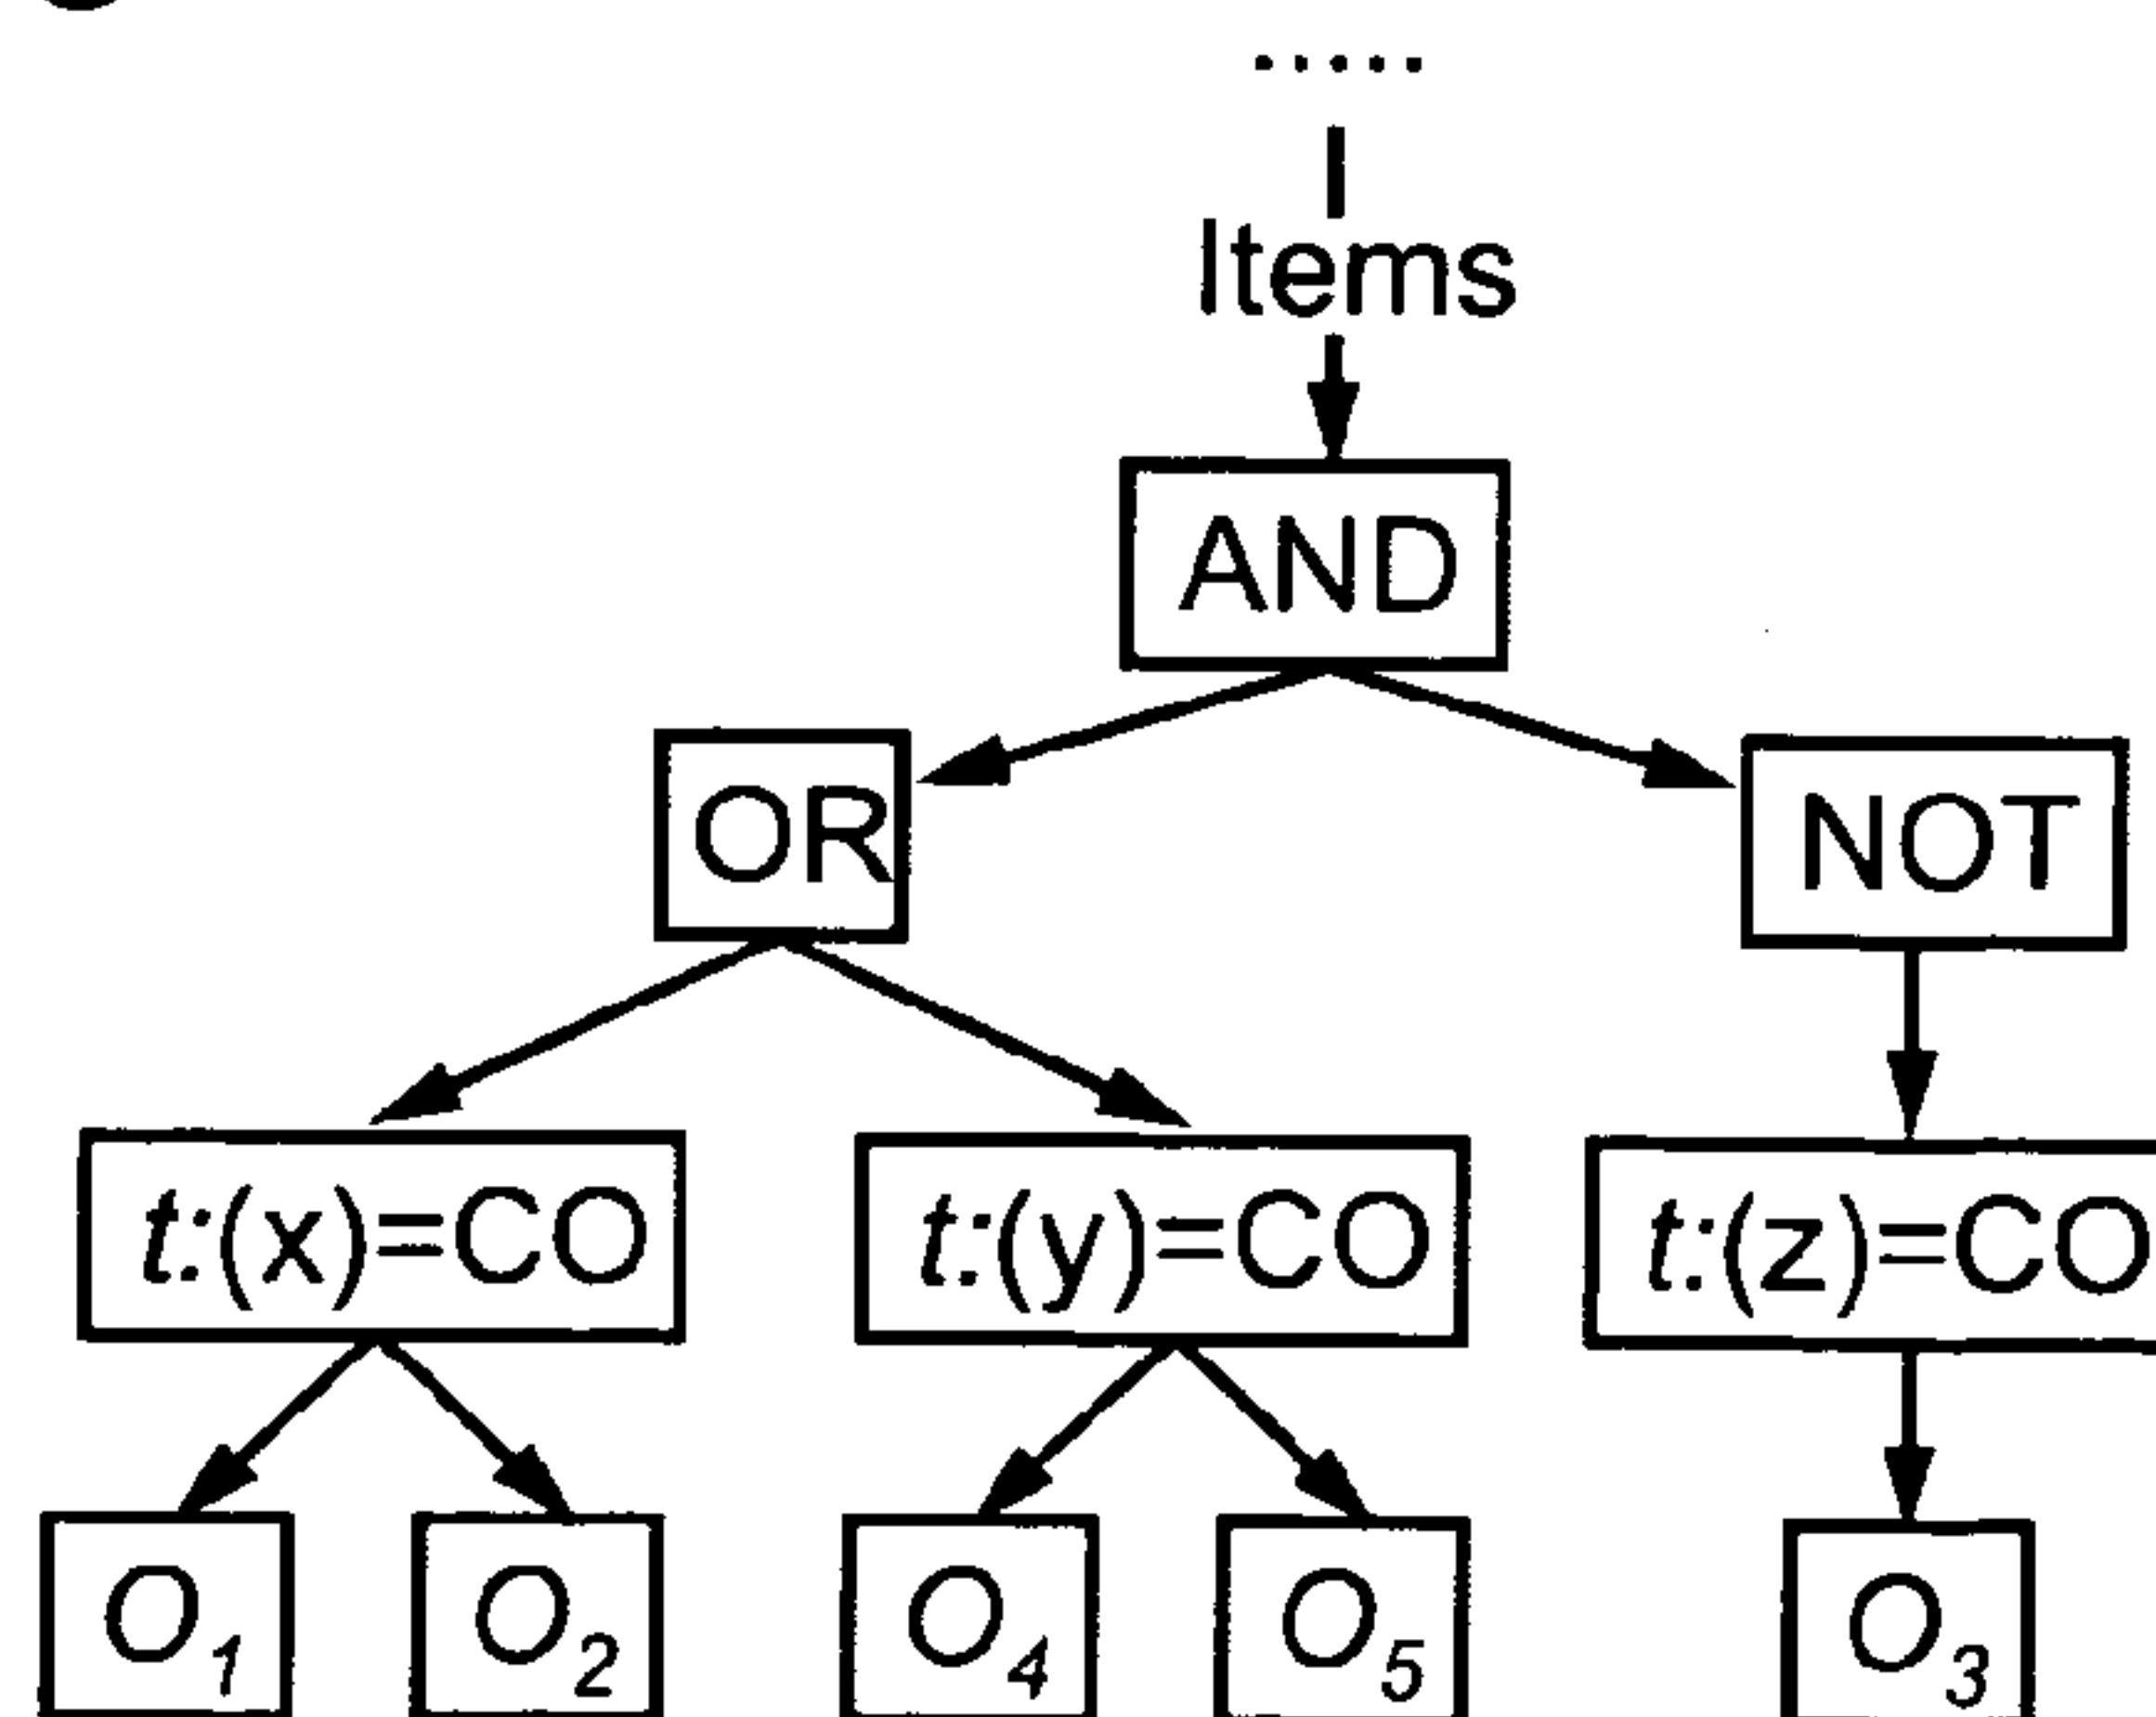 .....
Items
AND
OR
NOT
t:(x)=CO
t:(y)=CO
t:(z)=CO
O1
O2
O4
O5
O3